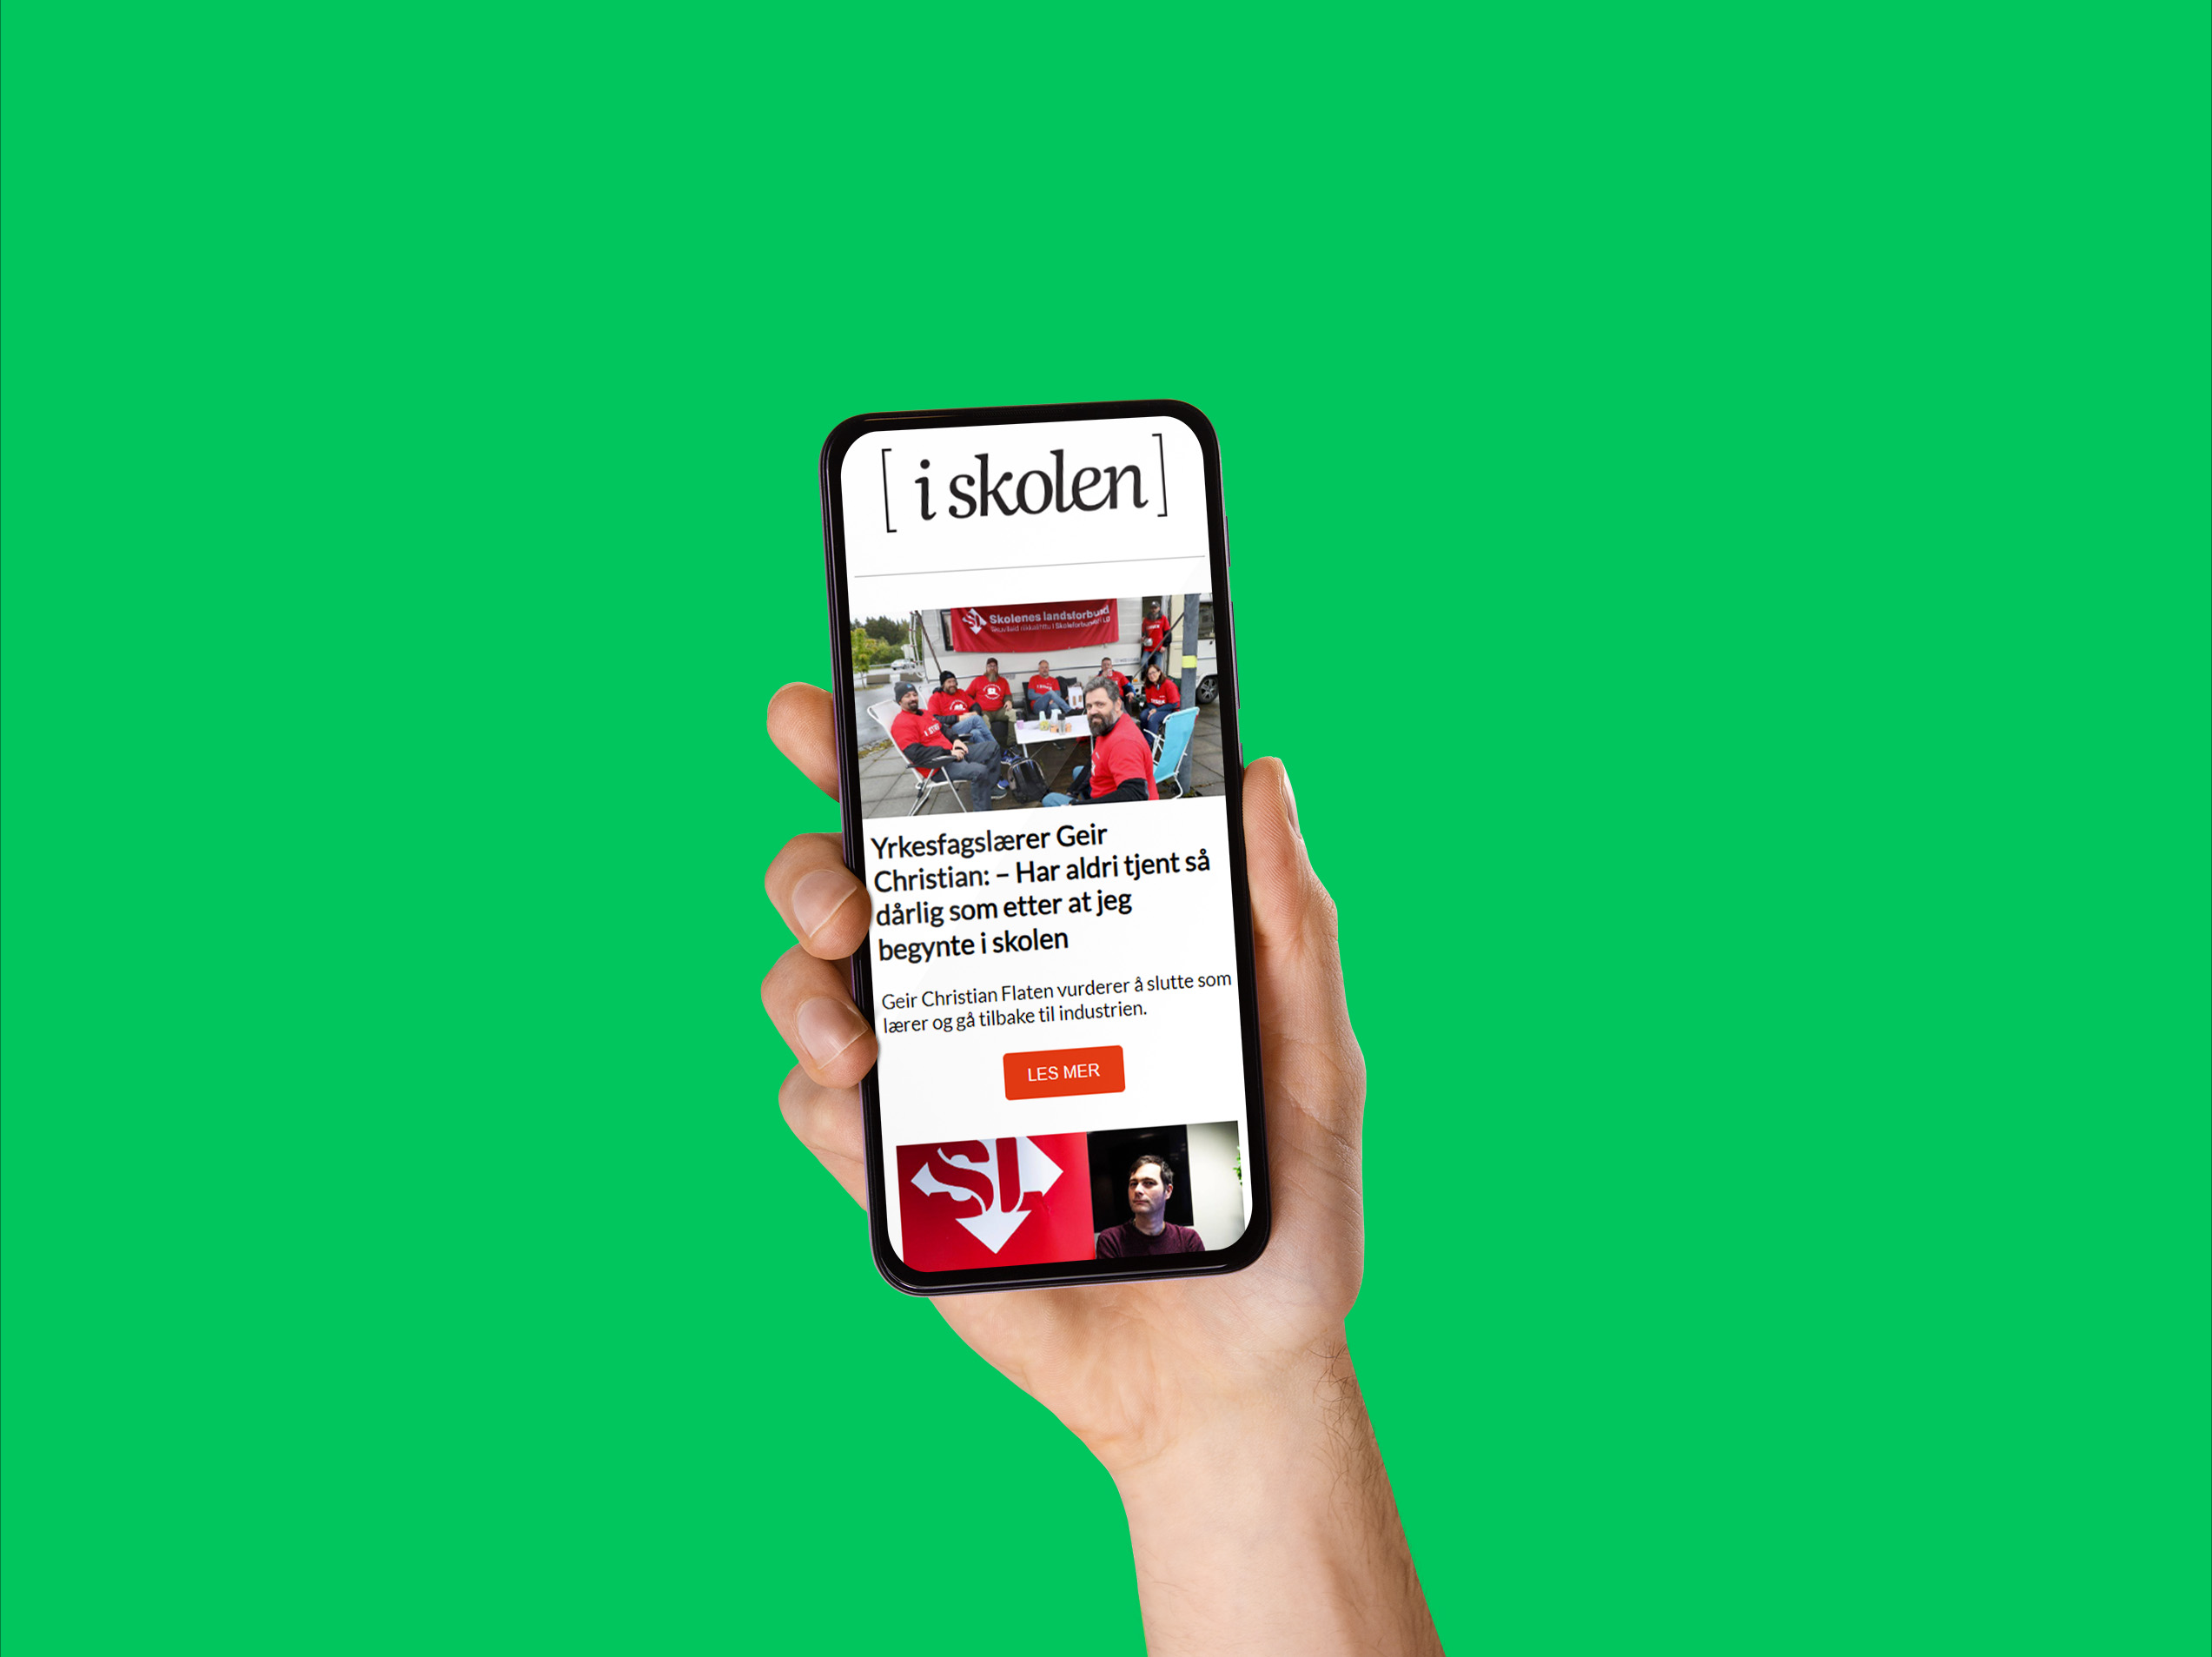 [ i skolen ]
Skolenes landsforbund
Yrkesfagslærer Geir
Christian: – Har aldri tjent så
dårlig som etter at jeg
begynte i skolen
Geir Christian Flaten vurderer å slutte som
lærer og gå tilbake til industrien.
LES MER
SL